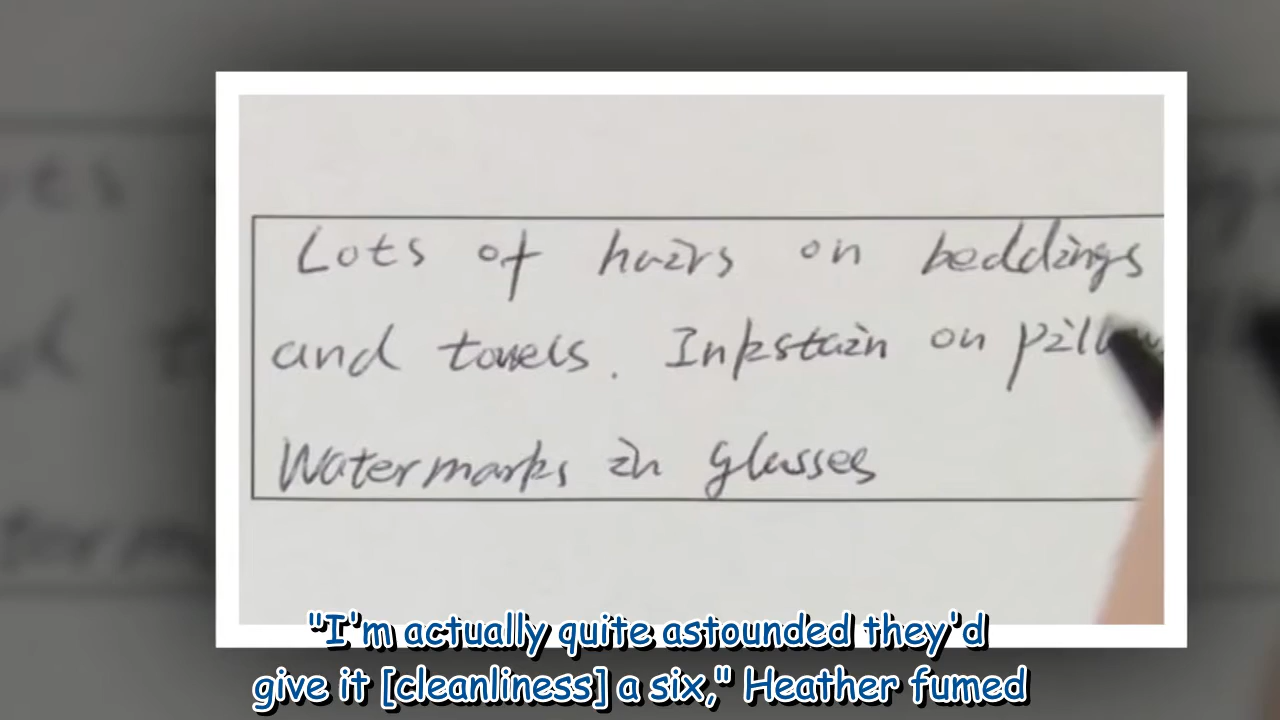 Lots of hairs on beddings
and towels. Inkstain on
Watermarks in glasses
"I'm actually quite astounded they'd
give it [cleanliness] a six," Heather fumed